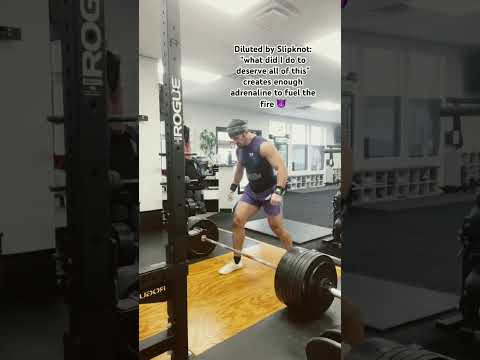 Diluted by Slipknot:
"what did I do to
deserve all of this"
creates enough
adrenaline to fuel the
fire 😈
ROGUE
ROGUE